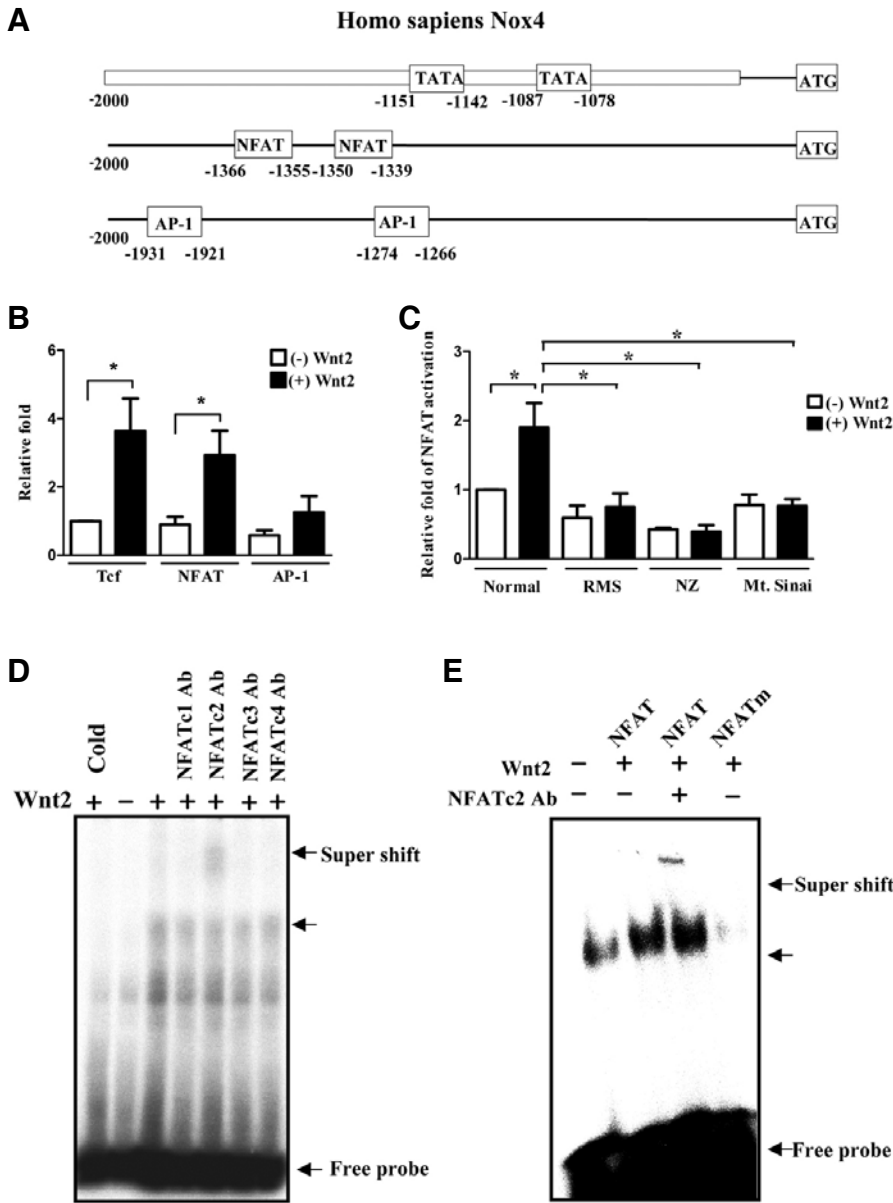 A
Homo sapiens Nox4
TATA TATA ATG
-2000 -1151 -1142 -1087 -1078
NFAT NFAT ATG
-2000 -1366 -1355 -1350 -1339
AP-1 AP-1 ATG
-2000 -1931 -1921 -1274 -1266
B
Relative fold
6
4
2
0
* *
(-) Wnt2
(+) Wnt2
Tcf NFAT AP-1
C
Relative fold of NFAT activation
3
2
1
0
*
*
* *
(-) Wnt2
(+) Wnt2
Normal RMS NZ Mt. Sinai
D
Cold NFATc1 Ab NFATc2 Ab NFATc3 Ab NFATc4 Ab
Wnt2 + - + + + + +
Super shift
Free probe
E
NFAT NFAT NFATm
Wnt2 - + + +
NFATc2 Ab - - + -
Super shift
Free probe